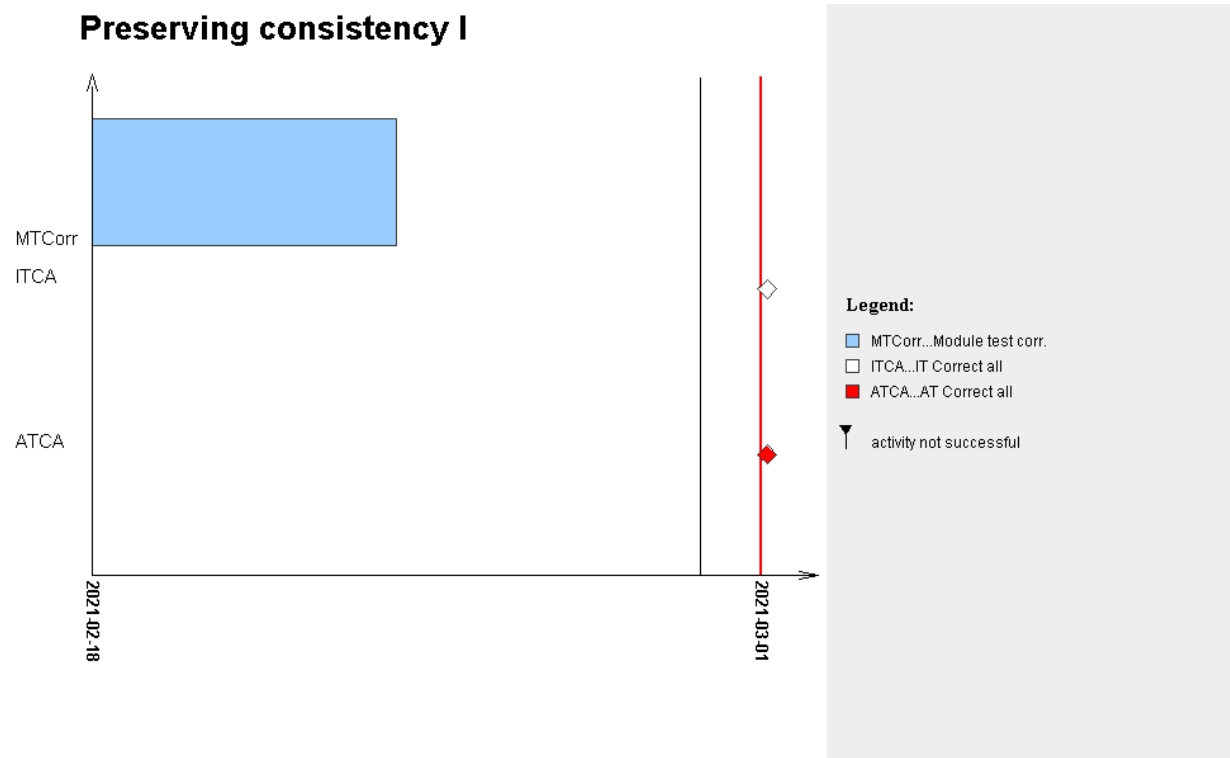 Preserving consistency I
MTCorr
ITCA
ATCA
2021-02-18
2021-03-01
Legend:
MTCorr...Module test corr.
ITCA...IT Correct all
ATCA...AT Correct all
activity not successful